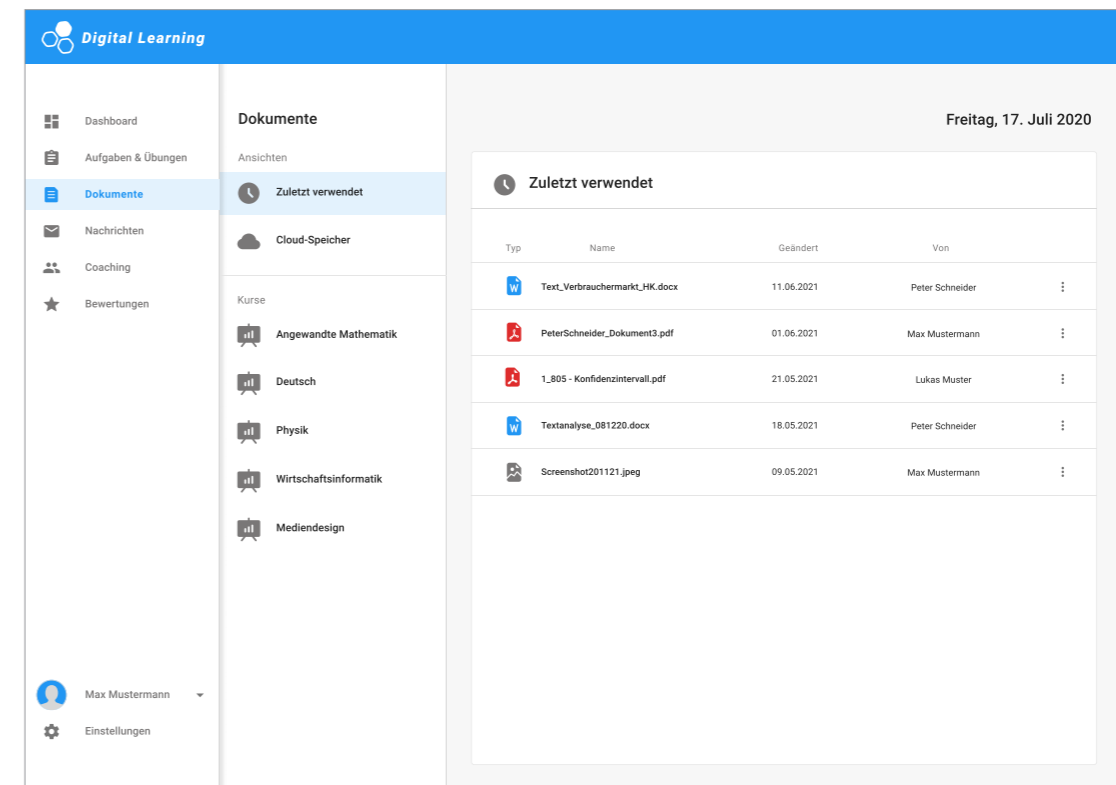 Digital Learning
Dashboard
Aufgaben & Übungen
Dokumente
Nachrichten
Coaching
Bewertungen
Max Mustermann
Einstellungen
Dokumente
Ansichten
Zuletzt verwendet
Cloud-Speicher
Kurse
Angewandte Mathematik
Deutsch
Physik
Wirtschaftsinformatik
Mediendesign
Freitag, 17. Juli 2020
Zuletzt verwendet
Typ Name Geändert Von
W Text_Verbrauchermarkt_HK.docx 11.06.2021 Peter Schneider
PeterSchneider_Dokument3.pdf 01.06.2021 Max Mustermann
1_805 - Konfidenzintervall.pdf 21.05.2021 Lukas Muster
W Textanalyse_081220.docx 18.05.2021 Peter Schneider
Screenshot201121.jpeg 09.05.2021 Max Mustermann